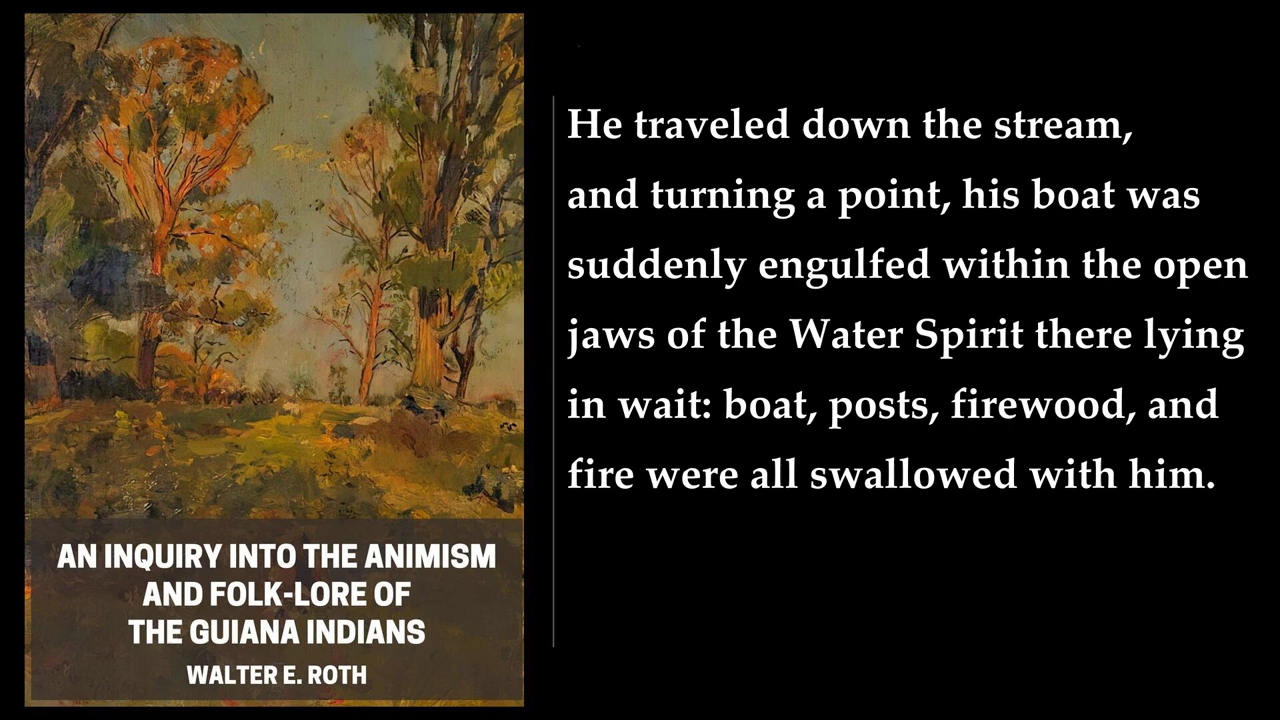 He traveled down the stream,
and turning a point, his boat was
suddenly engulfed within the open
jaws of the Water Spirit there lying
in wait: boat, posts, firewood, and
fire were all swallowed with him.
AN INQUIRY INTO THE ANIMISM
AND FOLK-LORE OF
THE GUIANA INDIANS
WALTER E. ROTH